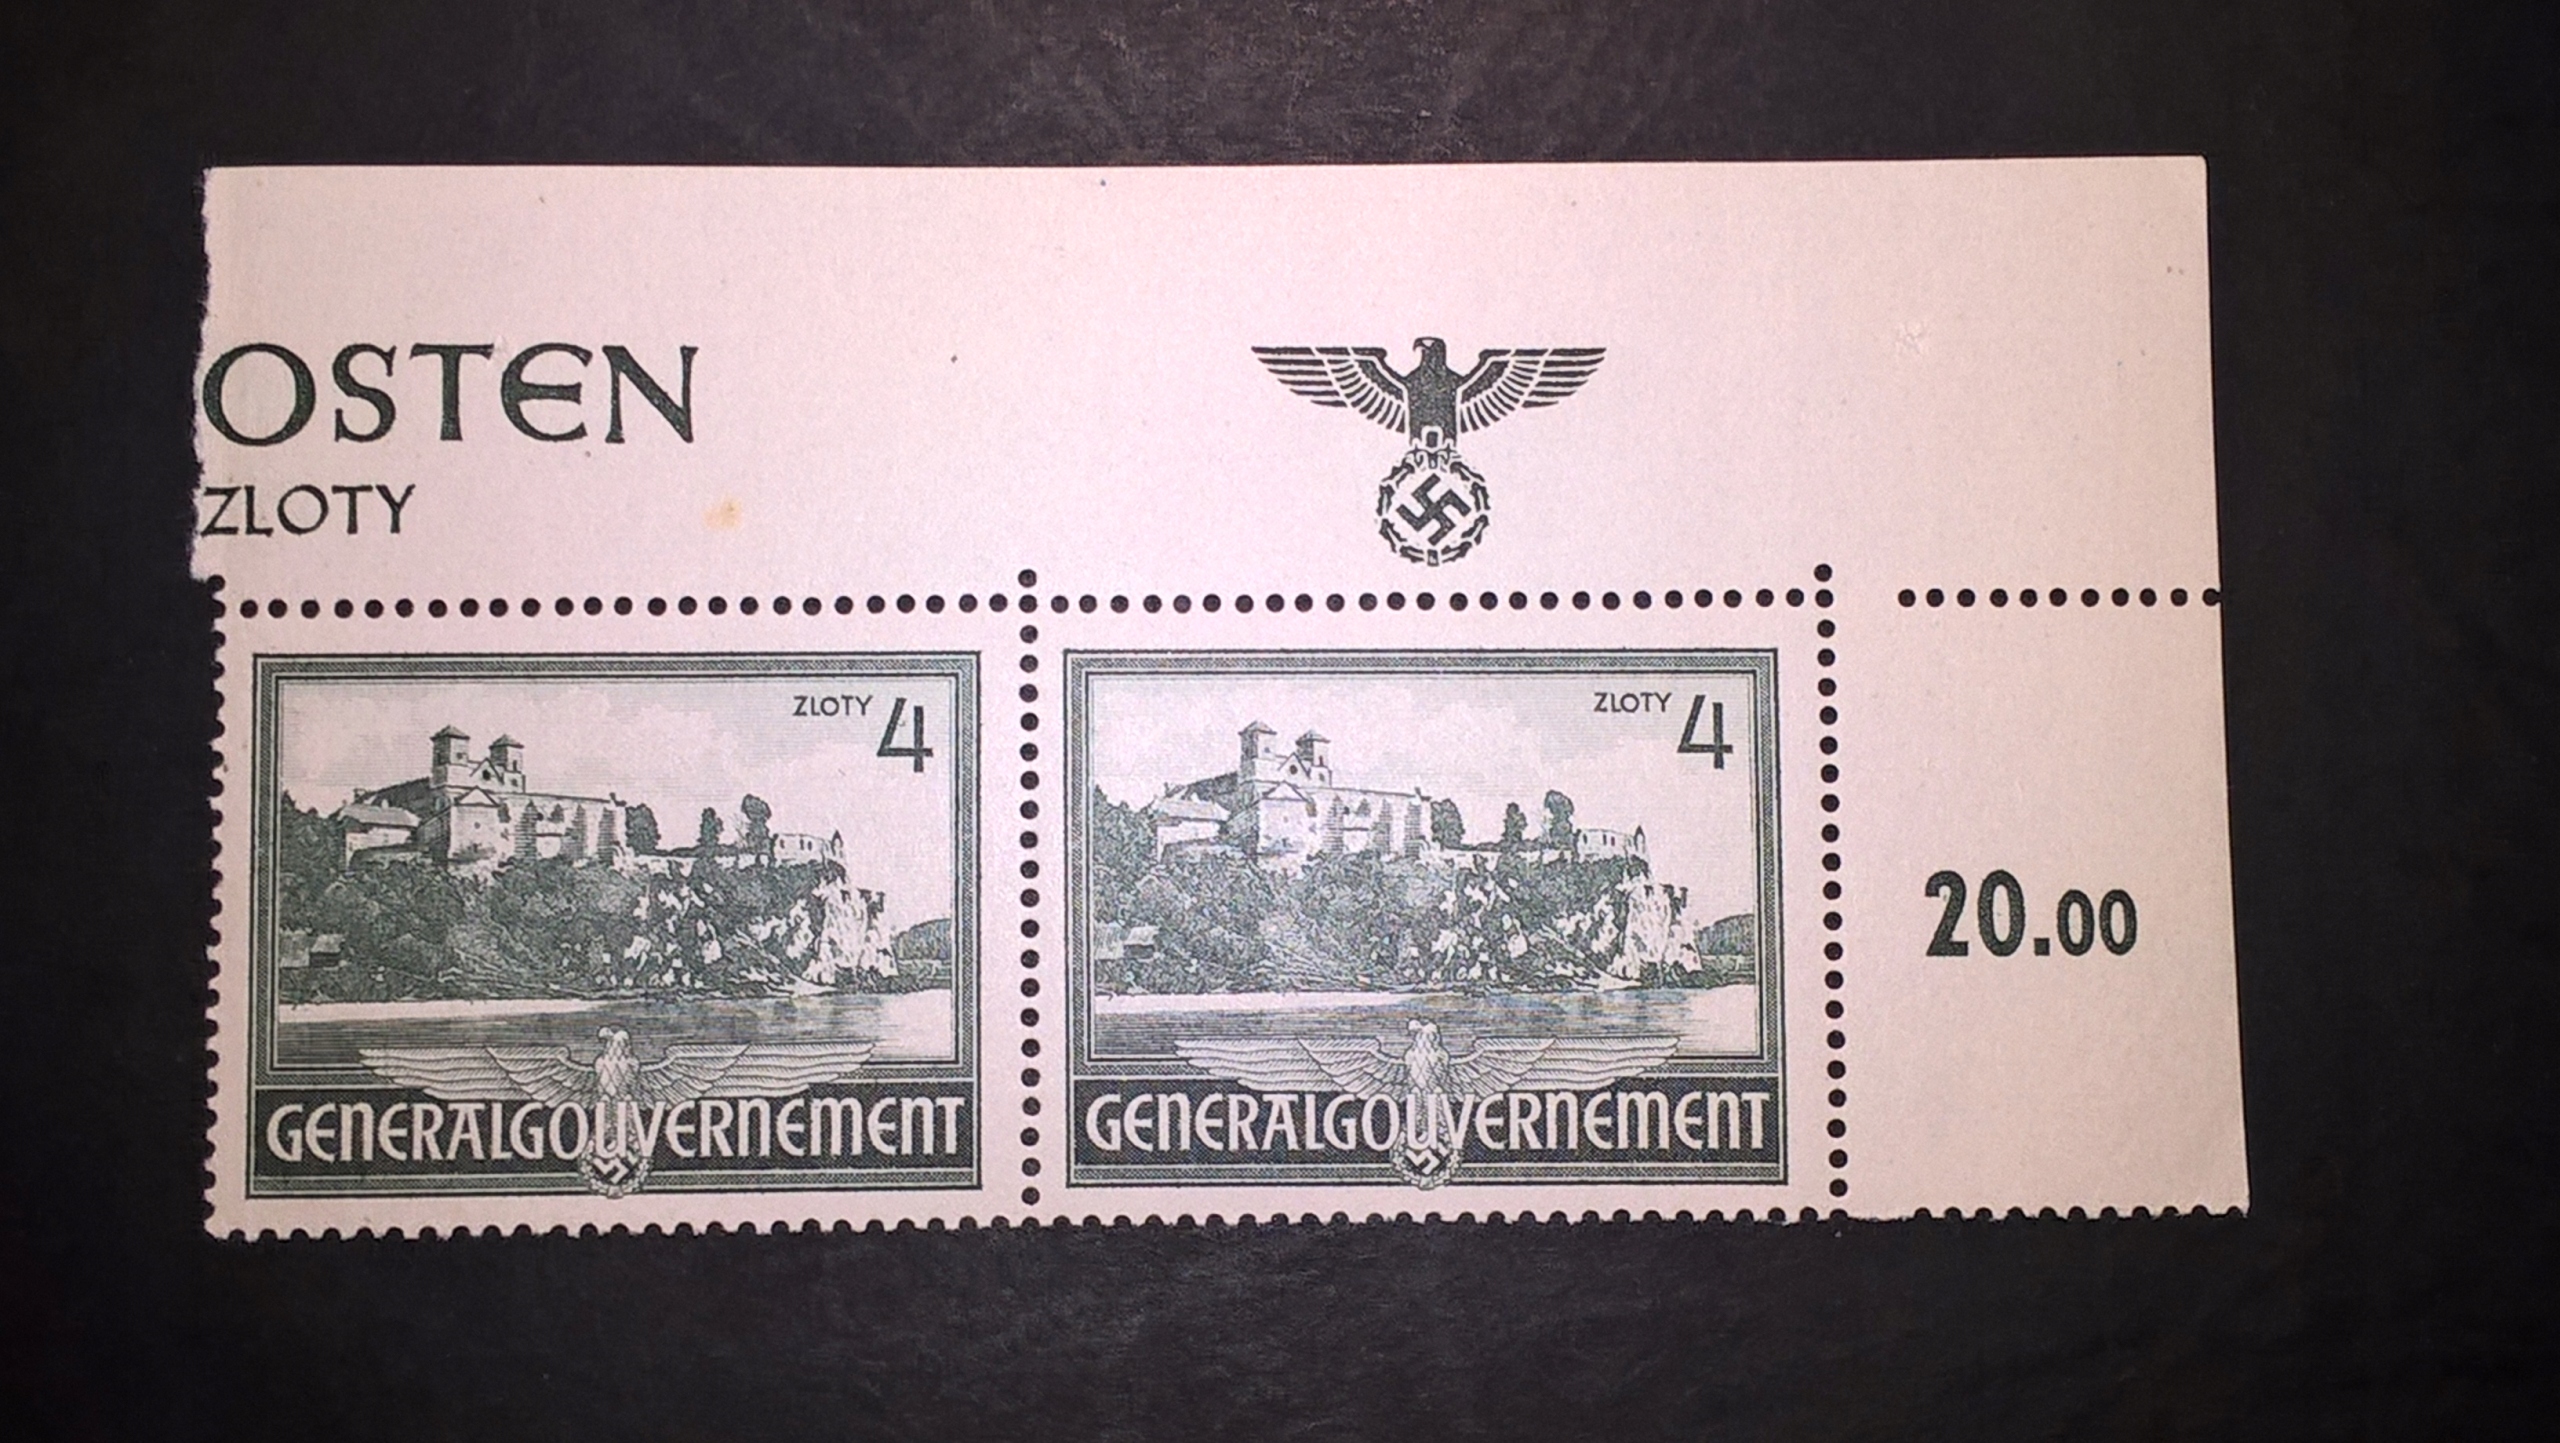 OSTEN
ZLOTY
ZLOTY 4
GENERALGOUVERNEMENT
ZLOTY 4
GENERALGOUVERNEMENT
20.00